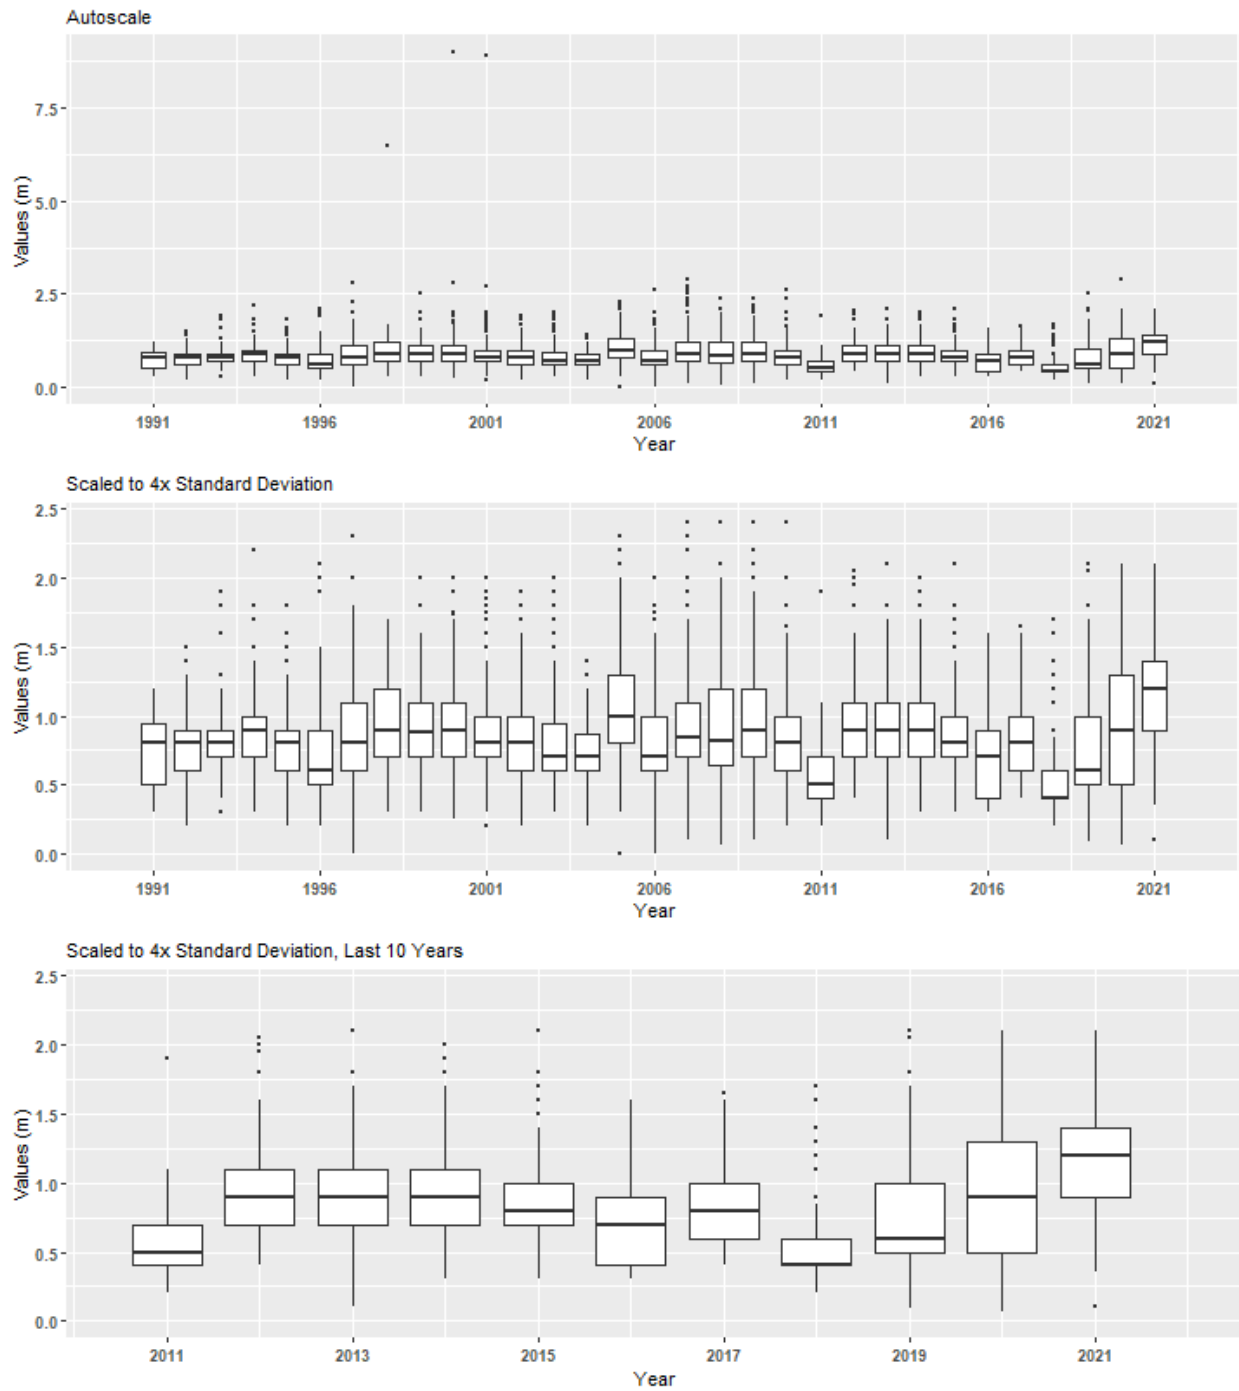 Autoscale
Values (m)
7.5
5.0
2.5
0.0
1991 1996 2001 2006 2011 2016 2021
Year
Scaled to 4x Standard Deviation
Values (m)
2.5
2.0
1.5
1.0
0.5
0.0
1991 1996 2001 2006 2011 2016 2021
Year
Scaled to 4x Standard Deviation, Last 10 Years
Values (m)
2.5
2.0
1.5
1.0
0.5
0.0
2011 2013 2015 2017 2019 2021
Year